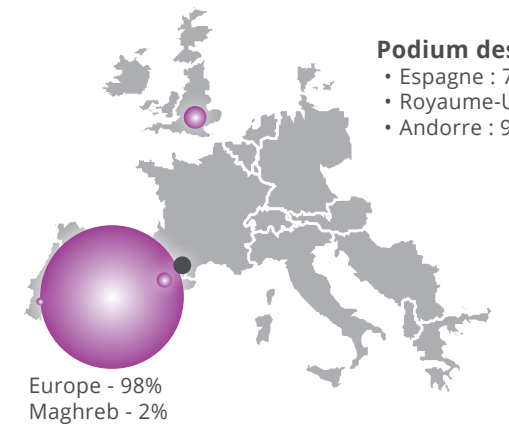 Podium des
• Espagne : 7
• Royaume-U
• Andorre : 9
Europe - 98%
Maghreb - 2%